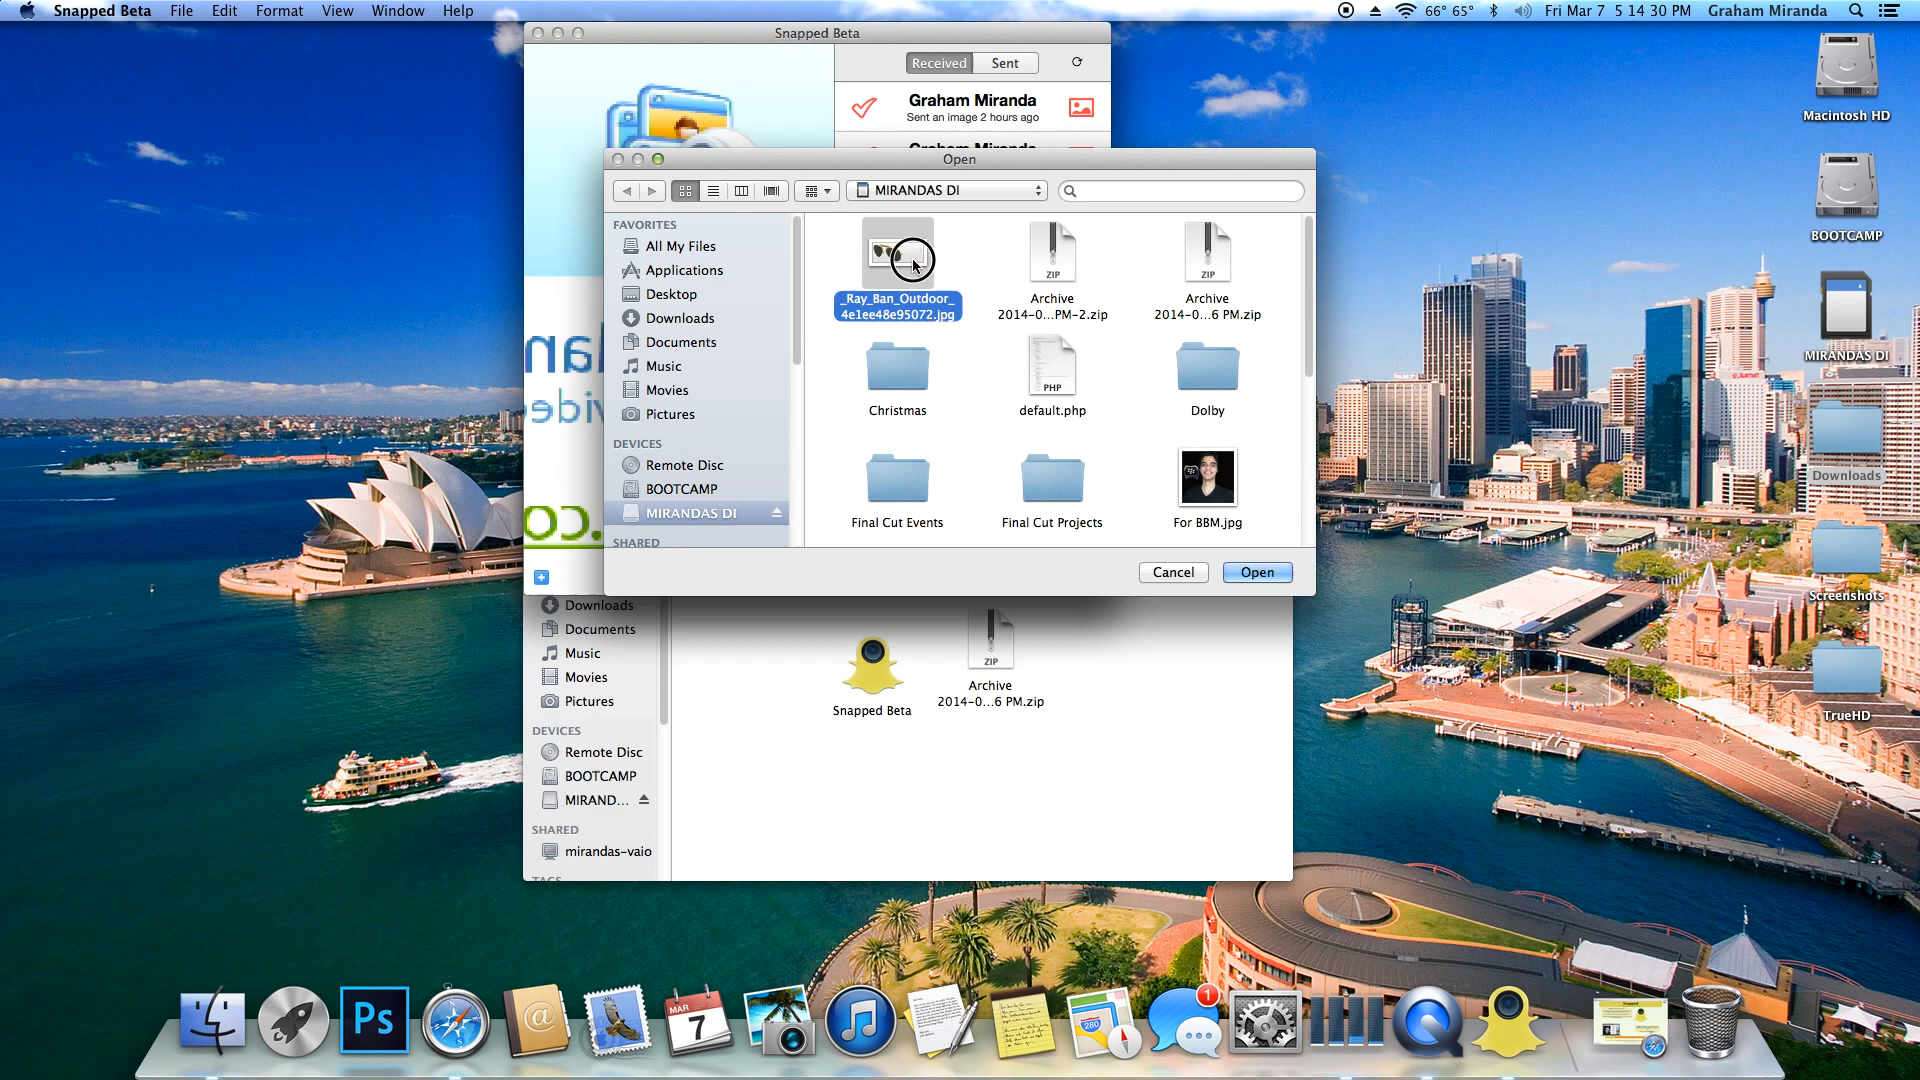 Snapped Beta File Edit Format View Window Help
66° 65° Fri Mar 7 5 14 30 PM Graham Miranda
Snapped Beta
Received Sent
Graham Miranda
Sent an image 2 hours ago
Open
MIRANDAS DI
FAVORITES
All My Files
Applications
Desktop
Downloads
Documents
Music
Movies
Pictures
DEVICES
Remote Disc
BOOTCAMP
MIRANDAS DI
SHARED
_Ray_Ban_Outdoor_
4e1ee48e95072.jpg
ZIP
Archive
2014-0...PM-2.zip
ZIP
Archive
2014-0...6 PM.zip
Christmas
PHP
default.php
Dolby
Final Cut Events
Final Cut Projects
For BBM.jpg
Cancel Open
.co
Downloads
Documents
Music
Movies
Pictures
DEVICES
Remote Disc
BOOTCAMP
MIRAND...
SHARED
mirandas-vaio
TAGS
Snapped Beta
ZIP
Archive
2014-0...6 PM.zip
Macintosh HD
BOOTCAMP
MIRANDAS DI
Downloads
Screenshots
TrueHD
Ps
@
MAR
7
280
1